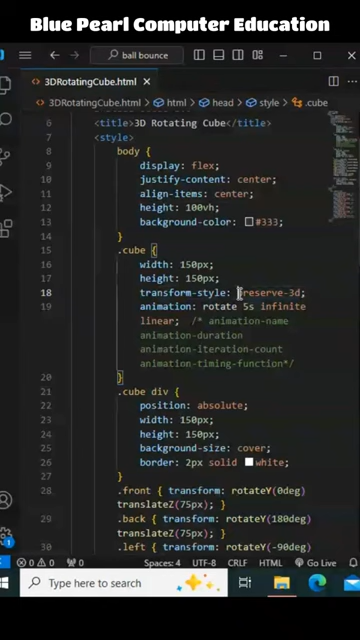 Blue Pearl Computer Education
ball bounce
3DRotatingCube.html
3DRotatingCube.html > html > head > style > .cube
6 <title>3D Rotating Cube</title>
7 <style>
8 body {
9 display: flex;
10 justify-content: center;
11 align-items: center;
12 height: 100vh;
13 background-color: #333;
14 }
15 .cube {
16 width: 150px;
17 height: 150px;
18 transform-style: preserve-3d;
19 animation: rotate 5s infinite
linear; /* animation-name
animation-duration
animation-iteration-count
animation-timing-function*/
20 }
21 .cube div {
22 position: absolute;
23 width: 150px;
24 height: 150px;
25 background-size: cover;
26 border: 2px solid white;
27 }
28 .front { transform: rotateY(0deg)
translateZ(75px); }
29 .back { transform: rotateY(180deg)
translateZ(75px); }
30 .left { transform: rotateY(-90deg)
0 0 0 Spaces: 4 UTF-8 CRLF HTML Go Live
Type here to search